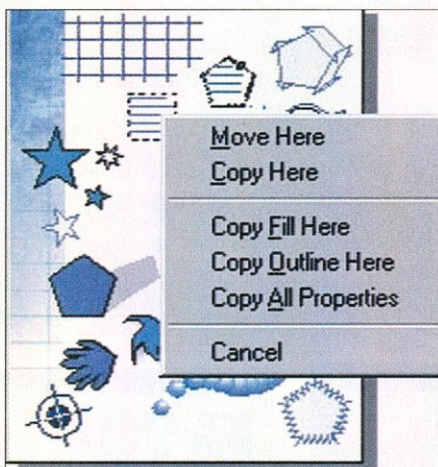 Move Here
Copy Here
Copy Fill Here
Copy Outline Here
Copy All Properties
Cancel